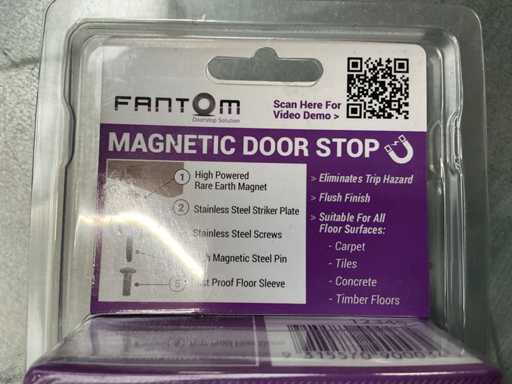 FANTOM
Doorstop Solution
Scan Here For
Video Demo >
MAGNETIC DOOR STOP
1 High Powered
Rare Earth Magnet
2 Stainless Steel Striker Plate
Stainless Steel Screws
Magnetic Steel Pin
5 Proof Floor Sleeve
> Eliminates Trip Hazard
> Flush Finish
> Suitable For All
Floor Surfaces:
- Carpet
- Tiles
- Concrete
- Timber Floors